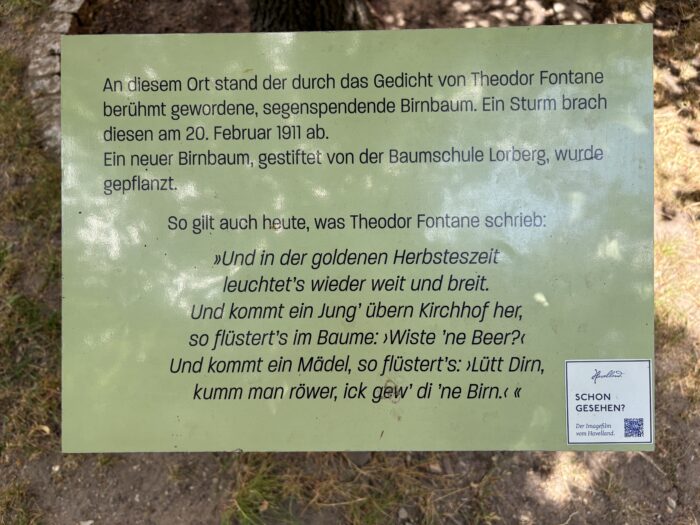 An diesem Ort stand der durch das Gedicht von Theodor Fontane
berühmt gewordene, segenspendende Birnbaum. Ein Sturm brach
diesen am 20. Februar 1911 ab.
Ein neuer Birnbaum, gestiftet von der Baumschule Lorberg, wurde
gepflanzt.
So gilt auch heute, was Theodor Fontane schrieb:
»Und in der goldenen Herbsteszeit
leuchtet's wieder weit und breit.
Und kommt ein Jung' übern Kirchhof her,
so flüstert's im Baume: ›Wiste 'ne Beer?‹
Und kommt ein Mädel, so flüstert's: ›Lütt Dirn,
kumm man röwer, ick gew' di 'ne Birn.‹ «
Havelland
SCHON
GESEHEN?
Der Imagefilm
vom Havelland.